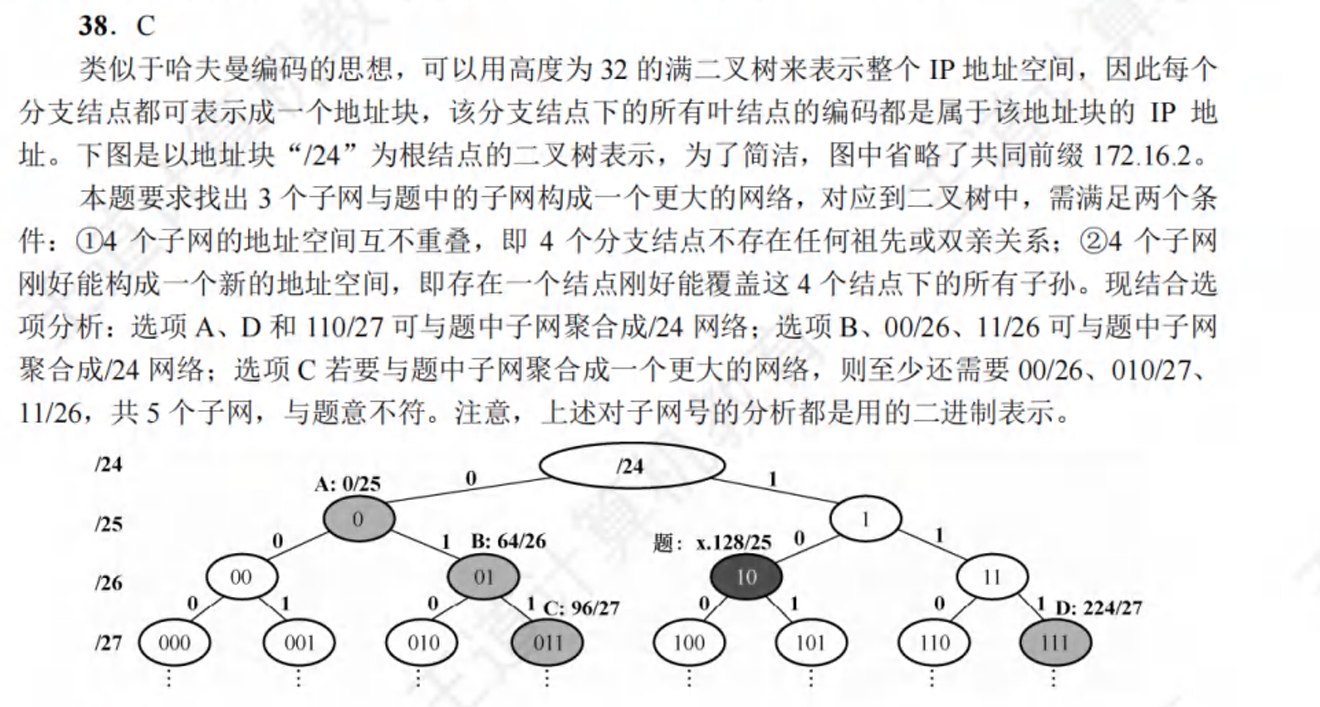 38．C
类似于哈夫曼编码的思想，可以用高度为 32 的满二叉树来表示整个 IP 地址空间，因此每个
分支结点都可表示成一个地址块，该分支结点下的所有叶结点的编码都是属于该地址块的 IP 地
址。下图是以地址块“/24”为根结点的二叉树表示，为了简洁，图中省略了共同前缀 172.16.2。
本题要求找出 3 个子网与题中的子网构成一个更大的网络，对应到二叉树中，需满足两个条
件：①4 个子网的地址空间互不重叠，即 4 个分支结点不存在任何祖先或双亲关系；②4 个子网
刚好能构成一个新的地址空间，即存在一个结点刚好能覆盖这 4 个结点下的所有子孙。现结合选
项分析：选项 A、D 和 110/27 可与题中子网聚合成/24 网络；选项 B、00/26、11/26 可与题中子网
聚合成/24 网络；选项 C 若要与题中子网聚合成一个更大的网络，则至少还需要 00/26、010/27、
11/26，共 5 个子网，与题意不符。注意，上述对子网号的分析都是用的二进制表示。
/24 /24
A: 0/25 0 1
/25 0 1
0 1 B: 64/26 题：x.128/25 0 1
/26 00 01 10 11
0 1 0 1 C: 96/27 0 1 0 1 D: 224/27
/27 000 001 010 011 100 101 110 111